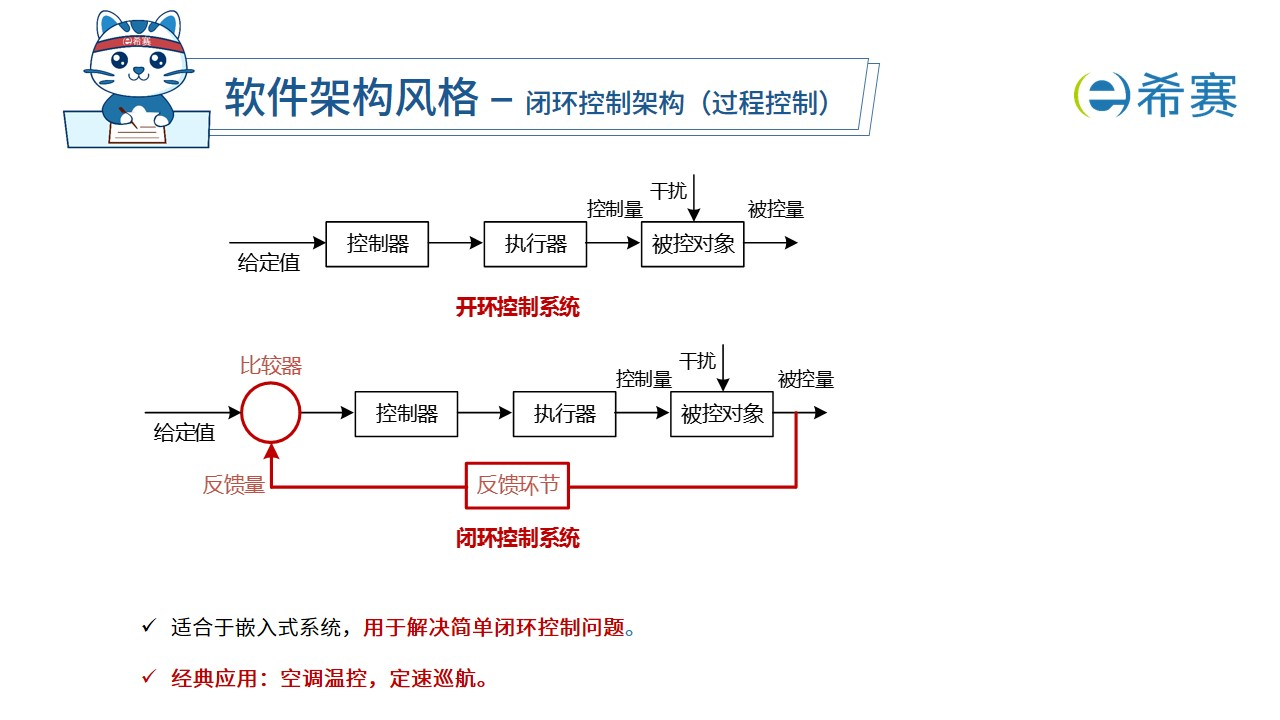 希赛
软件架构风格 – 闭环控制架构（过程控制）
希赛
干扰
控制量
被控量
控制器
执行器
被控对象
给定值
开环控制系统
比较器
干扰
控制量
被控量
控制器
执行器
被控对象
给定值
反馈量
反馈环节
闭环控制系统
✓ 适合于嵌入式系统，用于解决简单闭环控制问题。
✓ 经典应用：空调温控，定速巡航。